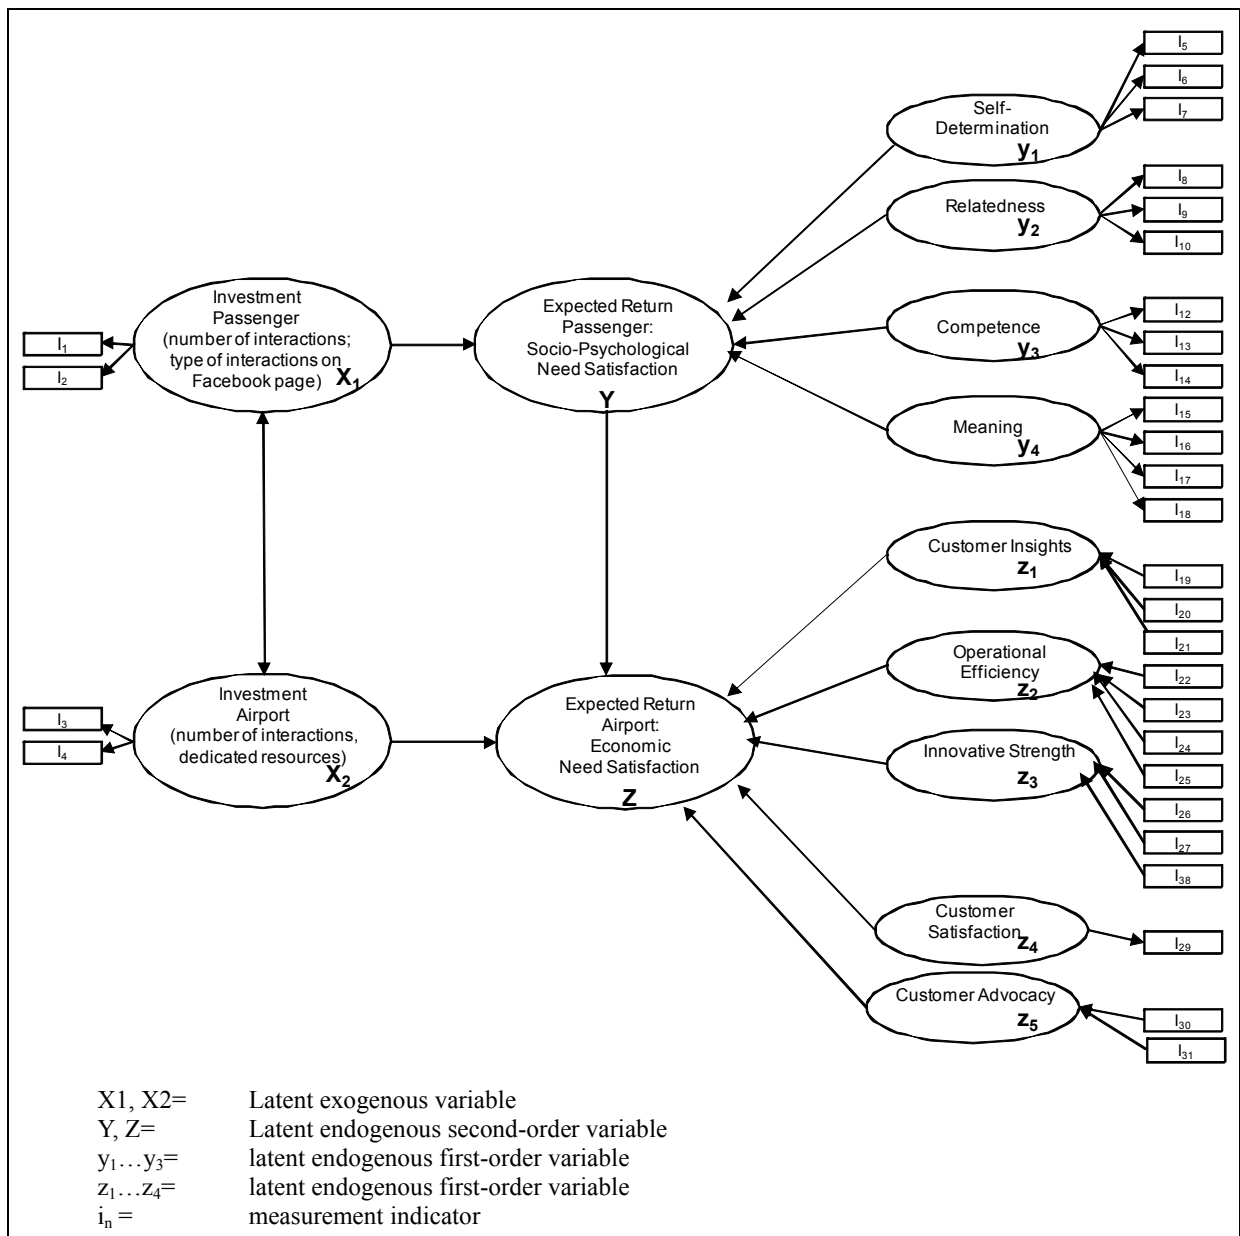 Investment
Passenger
(number of interactions;
type of interactions on
Facebook page)
X1
I1
I2
Investment
Airport
(number of interactions,
dedicated resources)
X2
I3
I4
Expected Return
Passenger:
Socio-Psychological
Need Satisfaction
Y
Expected Return
Airport:
Economic
Need Satisfaction
Z
Self-
Determination
y1
Relatedness
y2
Competence
y3
Meaning
y4
Customer Insights
z1
Operational
Efficiency
z2
Innovative Strength
z3
Customer
Satisfaction
z4
Customer Advocacy
z5
I5
I6
I7
I8
I9
I10
I12
I13
I14
I15
I16
I17
I18
I19
I20
I21
I22
I23
I24
I25
I26
I27
I38
I29
I30
I31
X1, X2= Latent exogenous variable
Y, Z= Latent endogenous second-order variable
y1…y3= latent endogenous first-order variable
z1…z4= latent endogenous first-order variable
in = measurement indicator